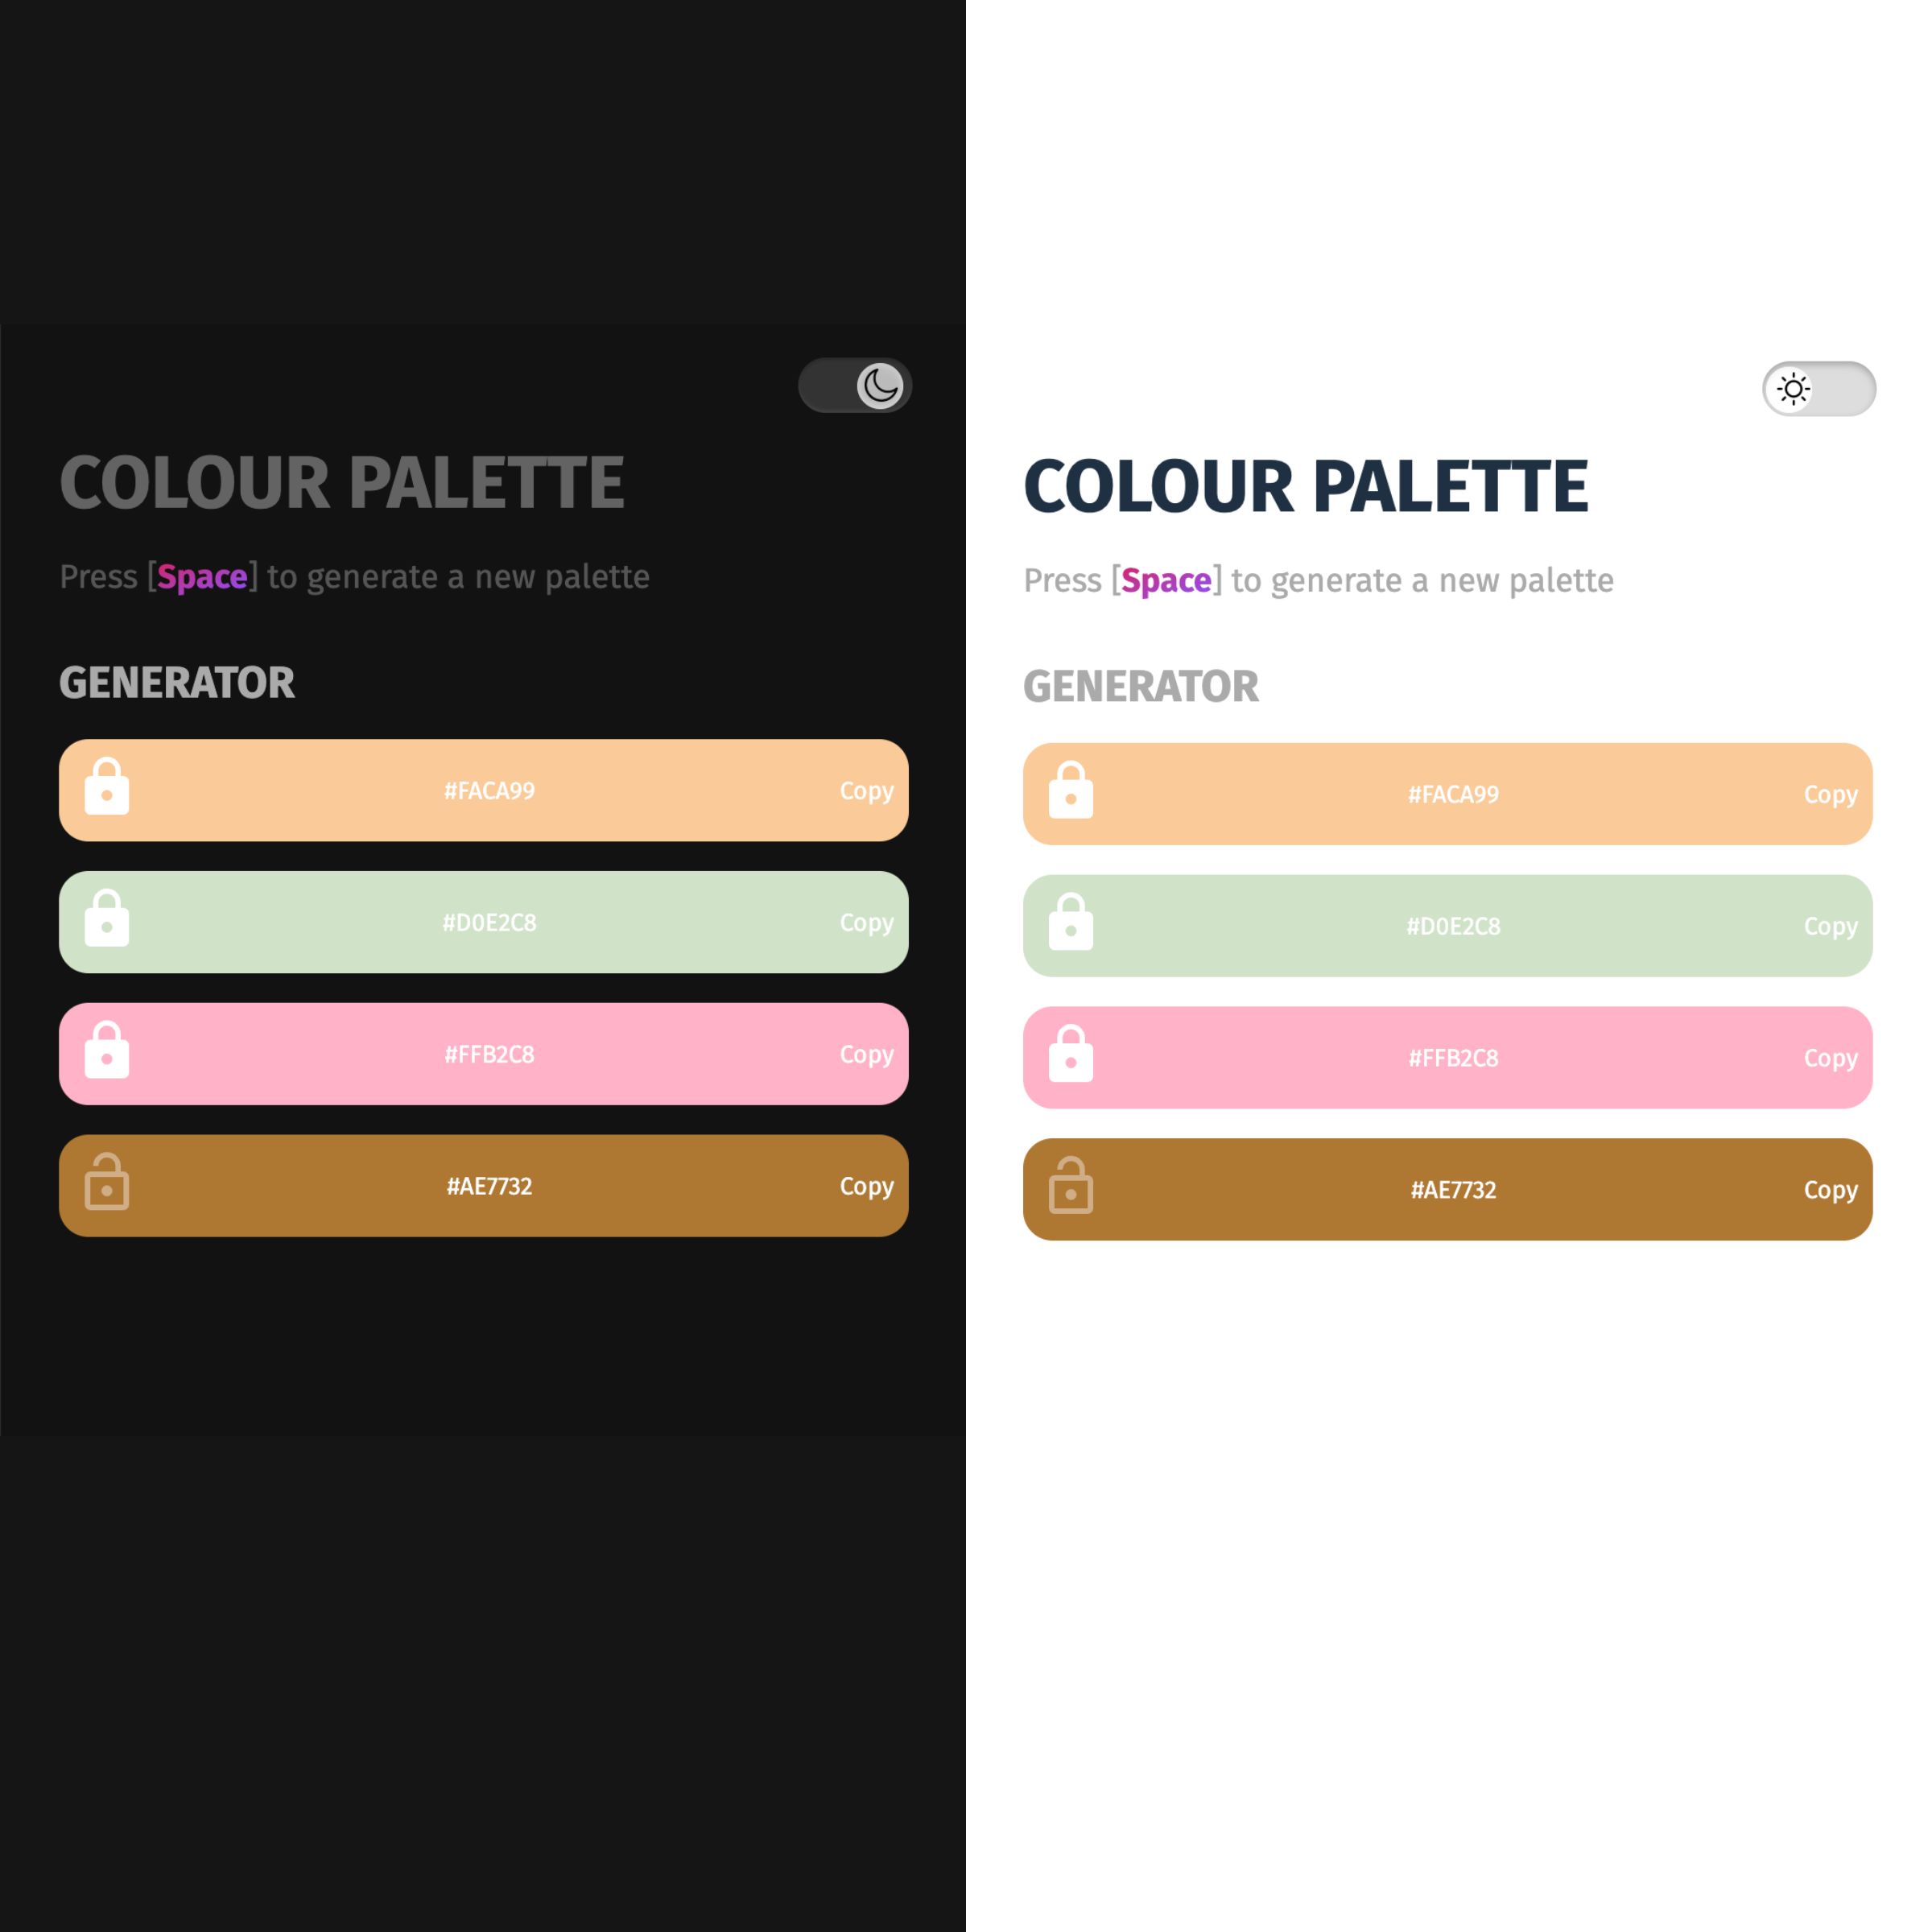 COLOUR PALETTE
Press [Space] to generate a new palette
GENERATOR
#FACA99 Copy
#D0E2C8 Copy
#FFB2C8 Copy
#AE7732 Copy
COLOUR PALETTE
Press [Space] to generate a new palette
GENERATOR
#FACA99 Copy
#D0E2C8 Copy
#FFB2C8 Copy
#AE7732 Copy